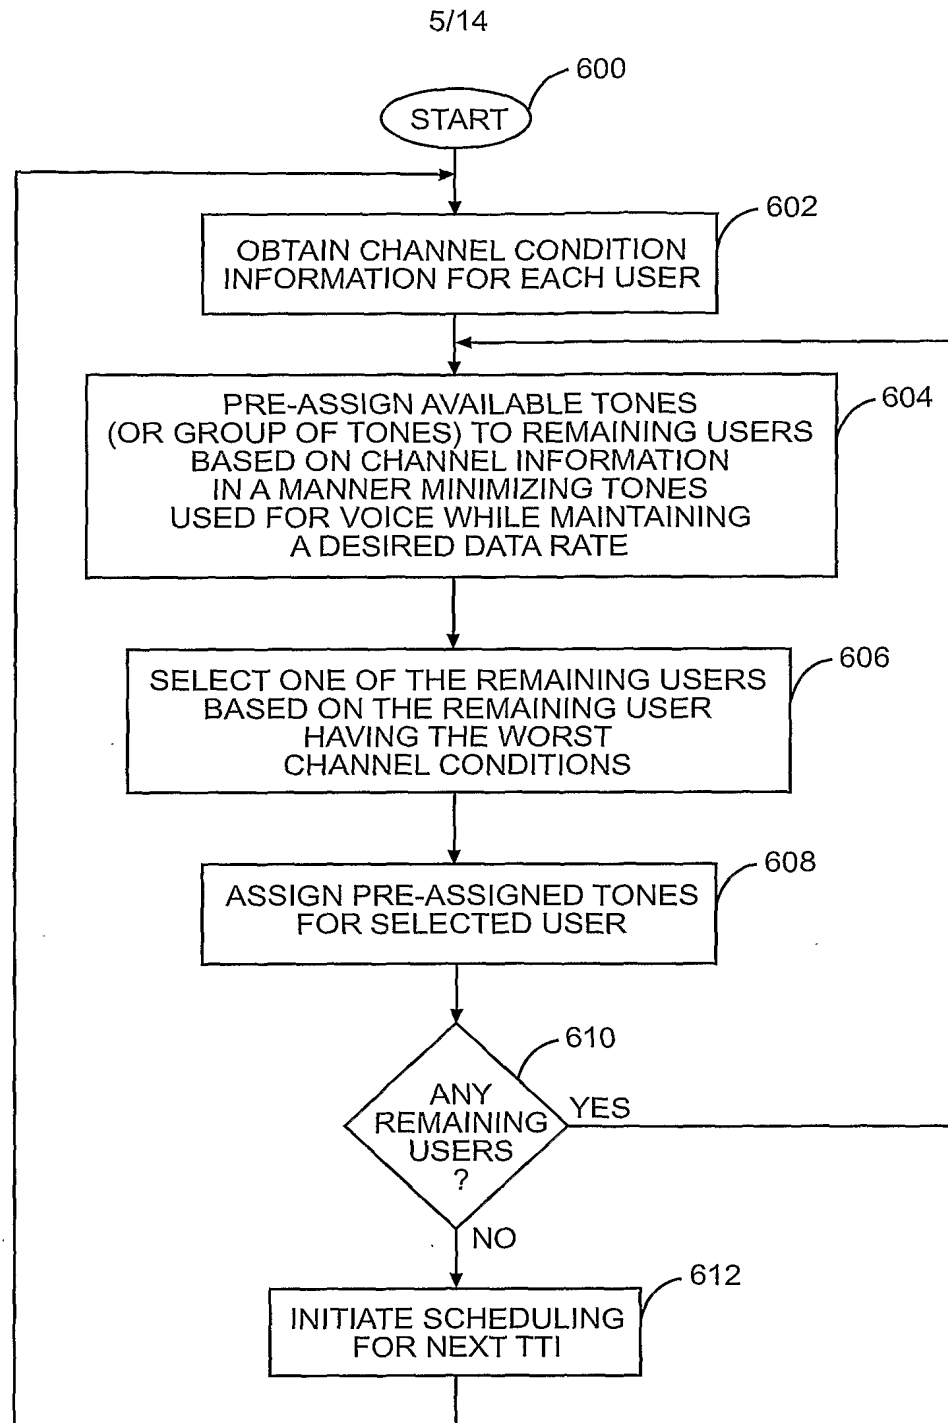 5/14
600
START
602
OBTAIN CHANNEL CONDITION
INFORMATION FOR EACH USER
604
PRE-ASSIGN AVAILABLE TONES
(OR GROUP OF TONES) TO REMAINING USERS
BASED ON CHANNEL INFORMATION
IN A MANNER MINIMIZING TONES
USED FOR VOICE WHILE MAINTAINING
A DESIRED DATA RATE
606
SELECT ONE OF THE REMAINING USERS
BASED ON THE REMAINING USER
HAVING THE WORST
CHANNEL CONDITIONS
608
ASSIGN PRE-ASSIGNED TONES
FOR SELECTED USER
610
ANY
REMAINING
USERS
?
YES
NO
612
INITIATE SCHEDULING
FOR NEXT TTI